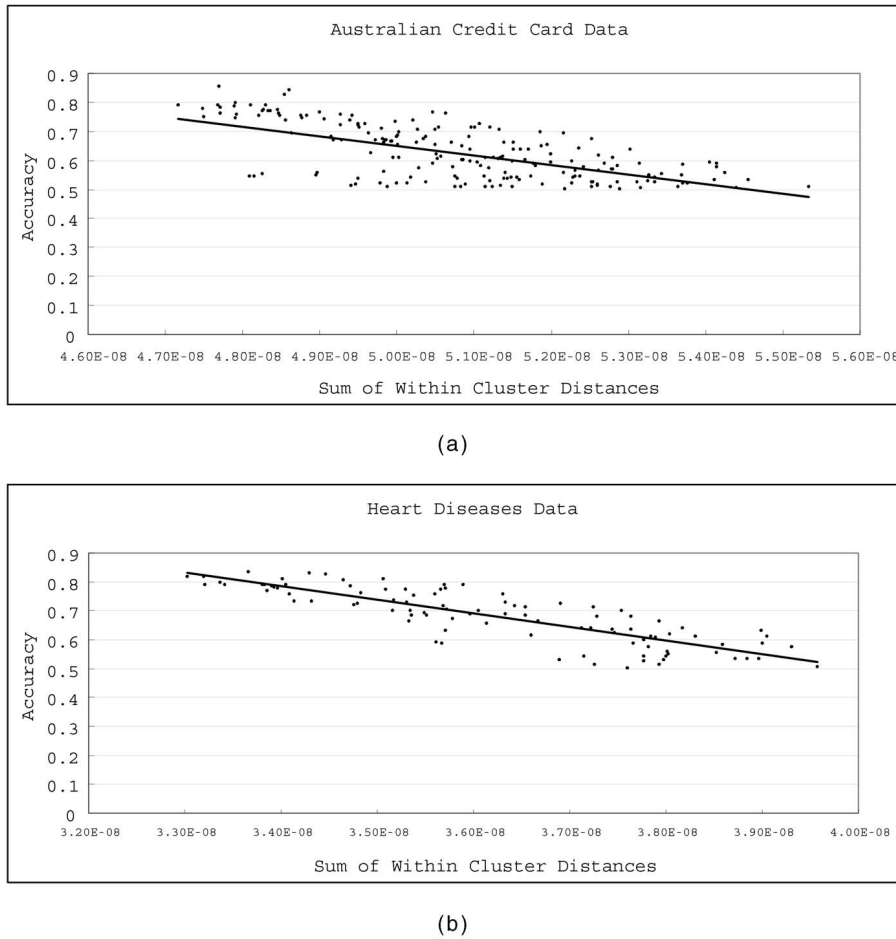 Australian Credit Card Data
0.9
0.8
0.7
0.6
0.5
0.4
0.3
0.2
0.1
0
Accuracy
4.60E-08 4.70E-08 4.80E-08 4.90E-08 5.00E-08 5.10E-08 5.20E-08 5.30E-08 5.40E-08 5.50E-08 5.60E-08
Sum of Within Cluster Distances
(a)
Heart Diseases Data
0.9
0.8
0.7
0.6
0.5
0.4
0.3
0.2
0.1
0
Accuracy
3.20E-08 3.30E-08 3.40E-08 3.50E-08 3.60E-08 3.70E-08 3.80E-08 3.90E-08 4.00E-08
Sum of Within Cluster Distances
(b)